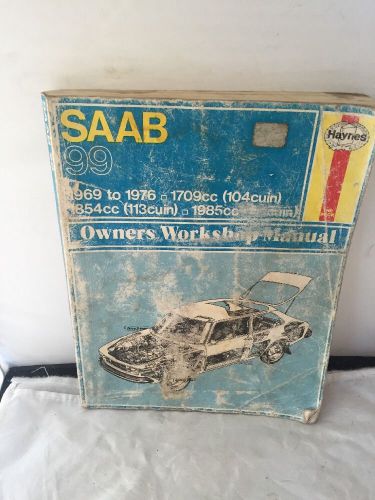 SAAB
99
Haynes
1969 to 1976 □ 1709cc (104cuin)
1854cc (113cuin) □ 1985cc
Owners Workshop Manual